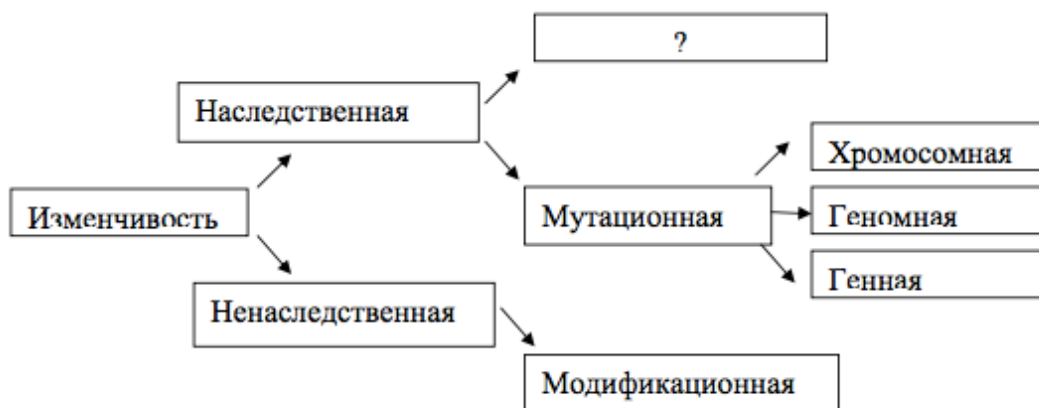 ?
Наследственная
Хромосомная
Изменчивость
Мутационная
Геномная
Генная
Ненаследственная
Модификационная